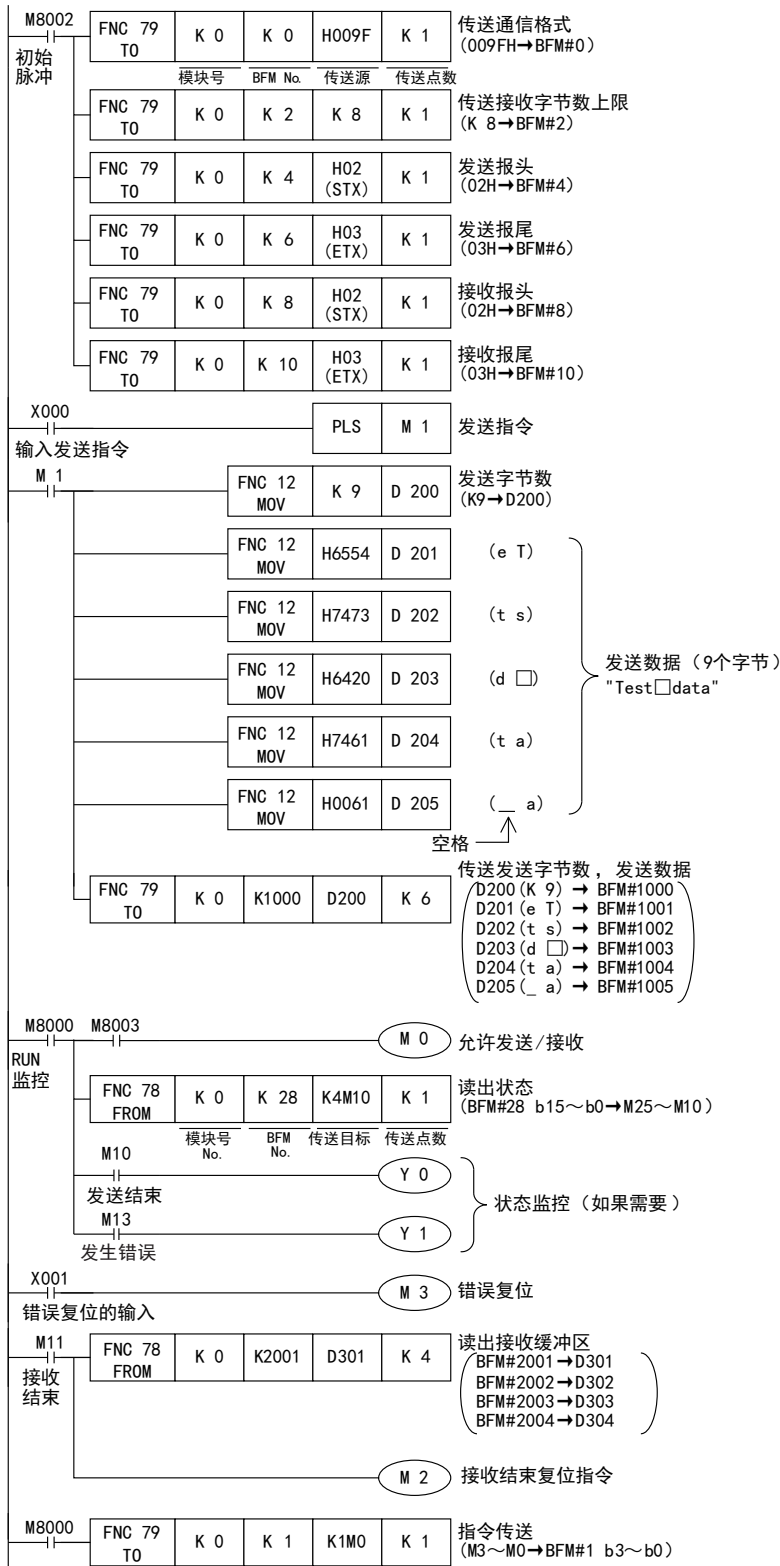 M8002
初始
脉冲
FNC 79
TO
K 0
K 0
H009F
K 1
传送通信格式
(009FH→BFM#0)
模块号
BFM No.
传送源
传送点数
FNC 79
TO
K 0
K 2
K 8
K 1
传送接收字节数上限
(K 8→BFM#2)
FNC 79
TO
K 0
K 4
H02
(STX)
K 1
发送报头
(02H→BFM#4)
FNC 79
TO
K 0
K 6
H03
(ETX)
K 1
发送报尾
(03H→BFM#6)
FNC 79
TO
K 0
K 8
H02
(STX)
K 1
接收报头
(02H→BFM#8)
FNC 79
TO
K 0
K 10
H03
(ETX)
K 1
接收报尾
(03H→BFM#10)
X000
输入发送指令
PLS
M 1
发送指令
M 1
FNC 12
MOV
K 9
D 200
发送字节数
(K9→D200)
FNC 12
MOV
H6554
D 201
(e T)
FNC 12
MOV
H7473
D 202
(t s)
FNC 12
MOV
H6420
D 203
(d □)
发送数据（9个字节）
"Test□data"
FNC 12
MOV
H7461
D 204
(t a)
FNC 12
MOV
H0061
D 205
(_ a)
空格
FNC 79
TO
K 0
K1000
D200
K 6
传送发送字节数，发送数据
D200(K 9) → BFM#1000
D201(e T) → BFM#1001
D202(t s) → BFM#1002
D203(d □)→ BFM#1003
D204(t a) → BFM#1004
D205(_ a) → BFM#1005
M8000
M8003
RUN
监控
M 0
允许发送/接收
FNC 78
FROM
K 0
K 28
K4M10
K 1
读出状态
(BFM#28 b15～b0→M25～M10)
模块号
No.
BFM
No.
传送目标
传送点数
M10
发送结束
Y 0
状态监控（如果需要）
M13
发生错误
Y 1
X001
错误复位的输入
M 3
错误复位
M11
接收
结束
FNC 78
FROM
K 0
K2001
D301
K 4
读出接收缓冲区
BFM#2001→D301
BFM#2002→D302
BFM#2003→D303
BFM#2004→D304
M 2
接收结束复位指令
M8000
FNC 79
TO
K 0
K 1
K1M0
K 1
指令传送
(M3～M0→BFM#1 b3～b0)